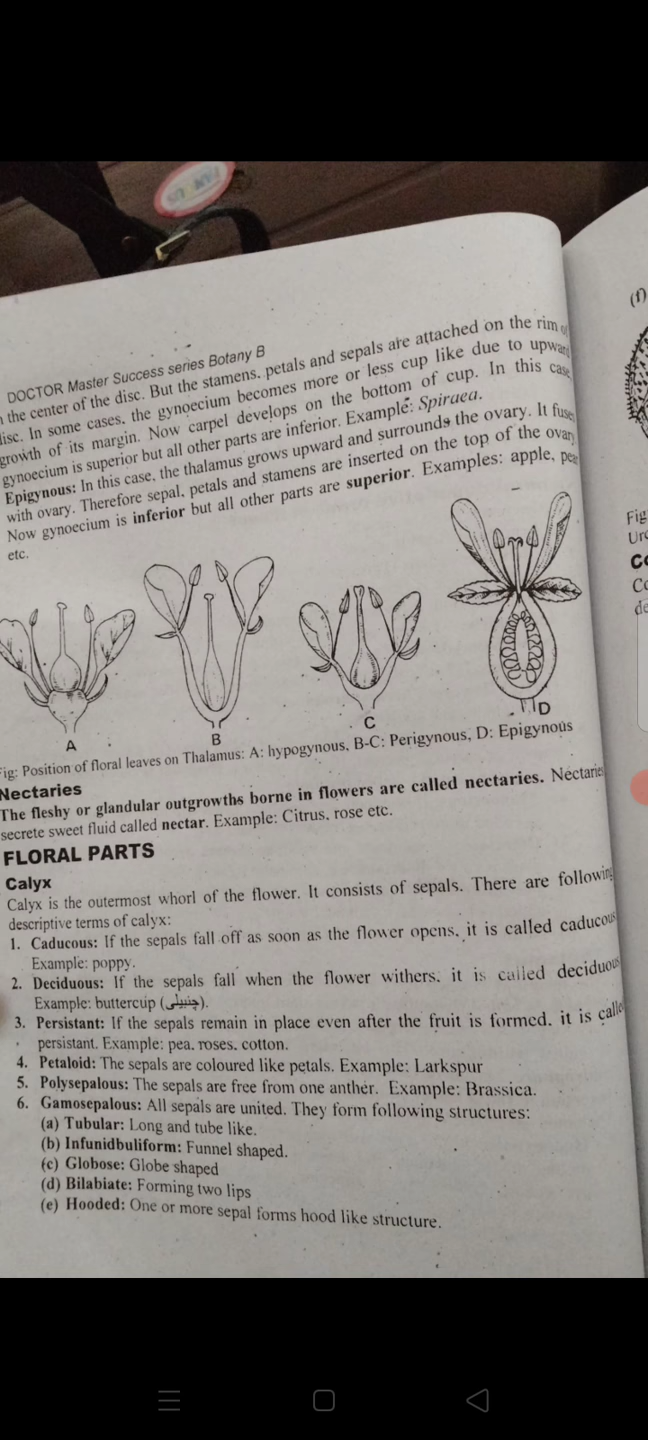 DOCTOR Master Success series Botany B
the center of the disc. But the stamens, petals and sepals are attached on the rim
disc. In some cases, the gynoecium becomes more or less cup like due to upward
growth of its margin. Now carpel develops on the bottom of cup. In this case
gynoecium is superior but all other parts are inferior. Example: Spiraea.
Epigynous: In this case, the thalamus grows upward and surrounds the ovary. It fuses
with ovary. Therefore sepal, petals and stamens are inserted on the top of the ovary
Now gynoecium is inferior but all other parts are superior. Examples: apple, pear
etc.
A
B
C
D
Fig: Position of floral leaves on Thalamus: A: hypogynous, B-C: Perigynous, D: Epigynous
Nectaries
The fleshy or glandular outgrowths borne in flowers are called nectaries. Nectaries
secrete sweet fluid called nectar. Example: Citrus, rose etc.
FLORAL PARTS
Calyx
Calyx is the outermost whorl of the flower. It consists of sepals. There are following
descriptive terms of calyx:
1. Caducous: If the sepals fall off as soon as the flower opens, it is called caducous
Example: poppy.
2. Deciduous: If the sepals fall when the flower withers, it is called deciduous
Example: buttercup (چنبیلی).
3. Persistant: If the sepals remain in place even after the fruit is formed, it is called
persistant. Example: pea, roses, cotton.
4. Petaloid: The sepals are coloured like petals. Example: Larkspur
5. Polysepalous: The sepals are free from one anther. Example: Brassica.
6. Gamosepalous: All sepals are united. They form following structures:
(a) Tubular: Long and tube like.
(b) Infunidbuliform: Funnel shaped.
(c) Globose: Globe shaped
(d) Bilabiate: Forming two lips
(e) Hooded: One or more sepal forms hood like structure.
(f)
Fig
Co